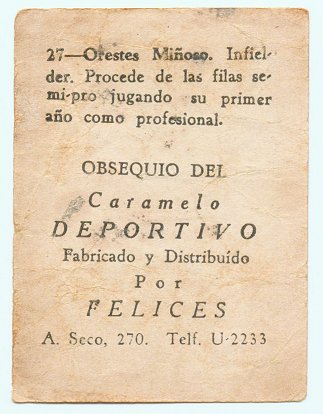 27—Orestes Miñoso. Infiel-
der. Procede de las filas se-
mi-pro jugando su primer
año como profesional.
OBSEQUIO DEL
Caramelo
DEPORTIVO
Fabricado y Distribuído
Por
FELICES
A. Seco, 270. Telf. U-2233